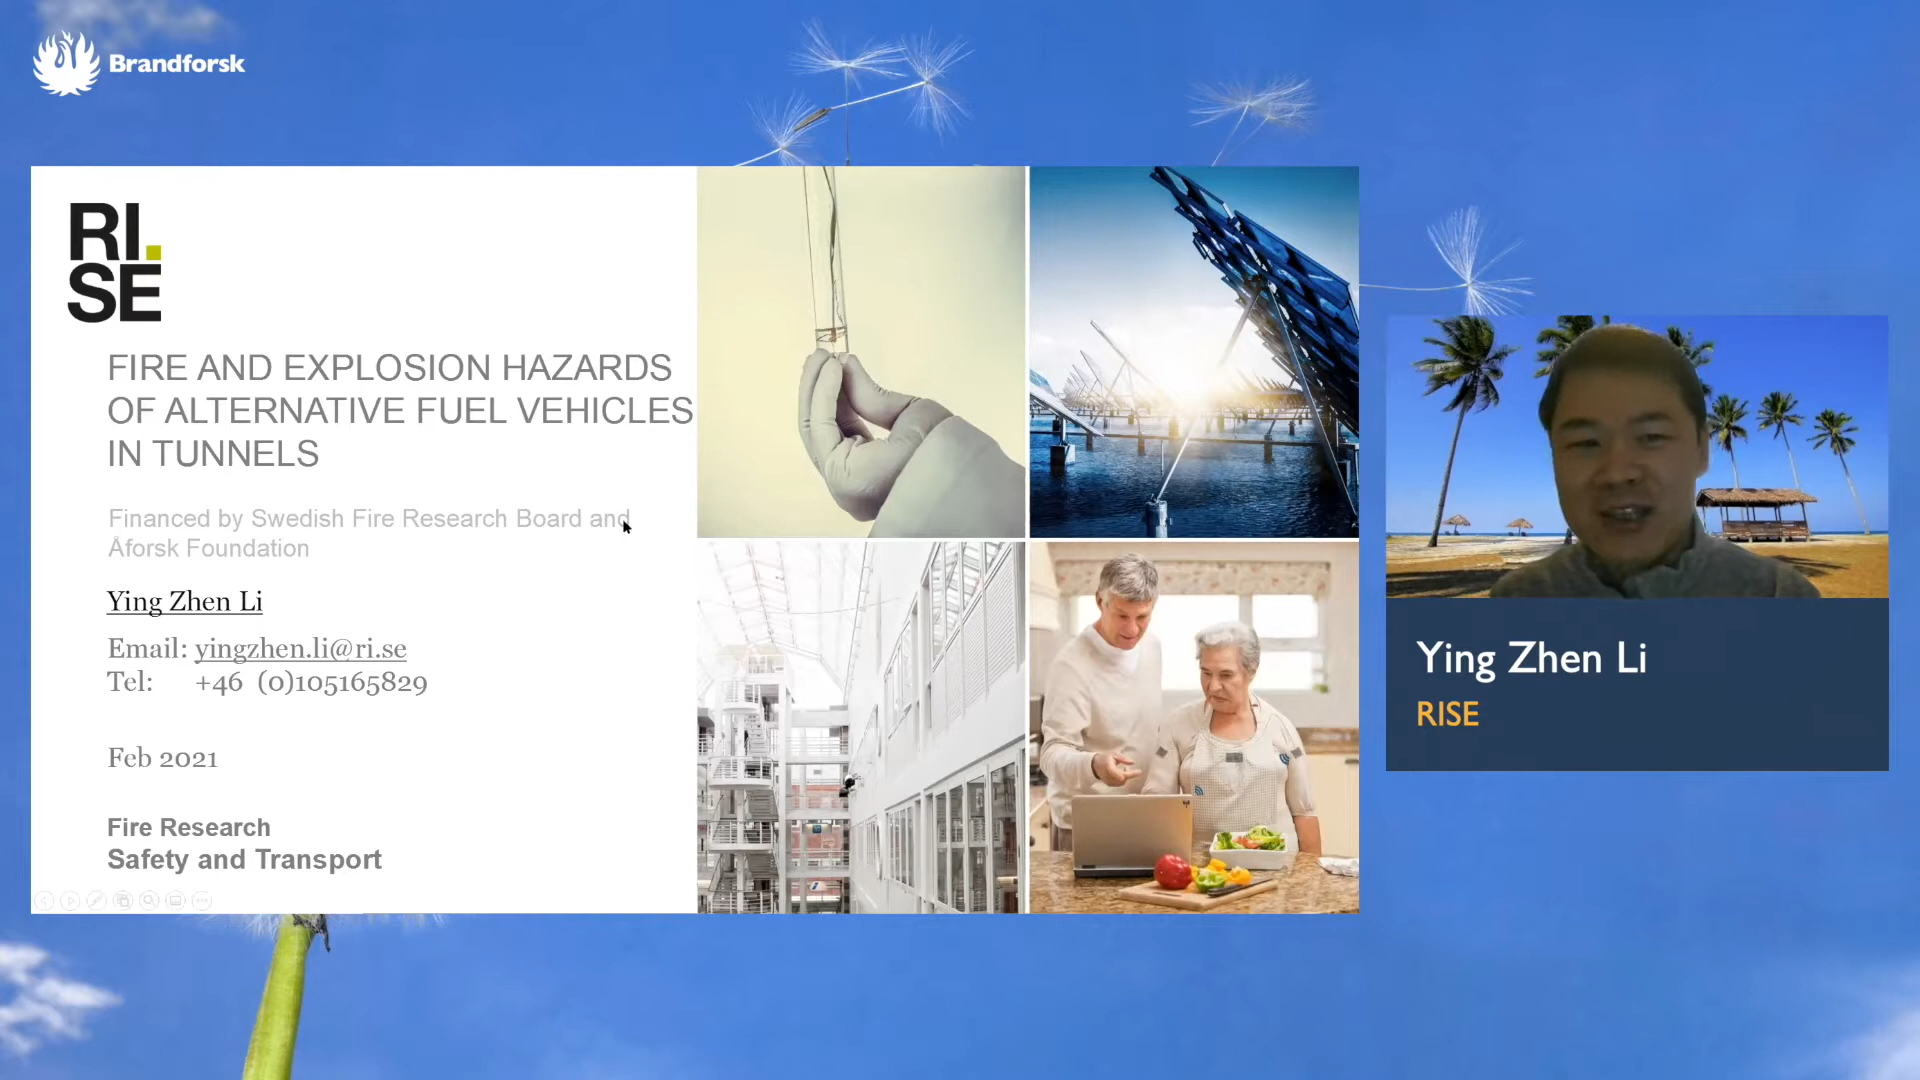 Brandforsk
RI.
SE
FIRE AND EXPLOSION HAZARDS
OF ALTERNATIVE FUEL VEHICLES
IN TUNNELS
Financed by Swedish Fire Research Board and
Åforsk Foundation
Ying Zhen Li
Email: yingzhen.li@ri.se
Tel: +46 (0)105165829
Feb 2021
Fire Research
Safety and Transport
Ying Zhen Li
RISE